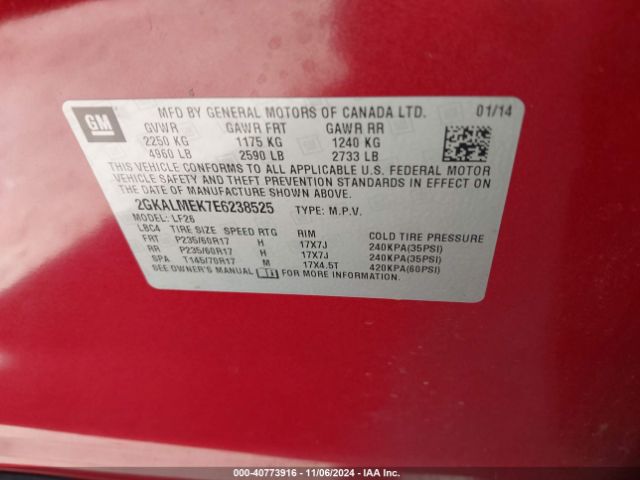 GM
MFD BY GENERAL MOTORS OF CANADA LTD. 01/14
GVWR GAWR FRT GAWR RR
2250 KG 1175 KG 1240 KG
4960 LB 2590 LB 2733 LB
THIS VEHICLE CONFORMS TO ALL APPLICABLE U.S. FEDERAL MOTOR
VEHICLE SAFETY AND THEFT PREVENTION STANDARDS IN EFFECT ON THE DATE
OF MANUFACTURE SHOWN ABOVE.
2GKALMEK7E6238525 TYPE: M.P.V.
MODEL: LF26
LBC4 TIRE SIZE SPEED RTG RIM COLD TIRE PRESSURE
FRT P235/60R17 H 17X7J 240KPA(35PSI)
RR P235/60R17 H 17X7J 240KPA(35PSI)
SPA T145/70R17 M 17X4.5T 420KPA(60PSI)
SEE OWNER'S MANUAL FOR MORE INFORMATION.
000-40773916 - 11/06/2024 - IAA Inc.